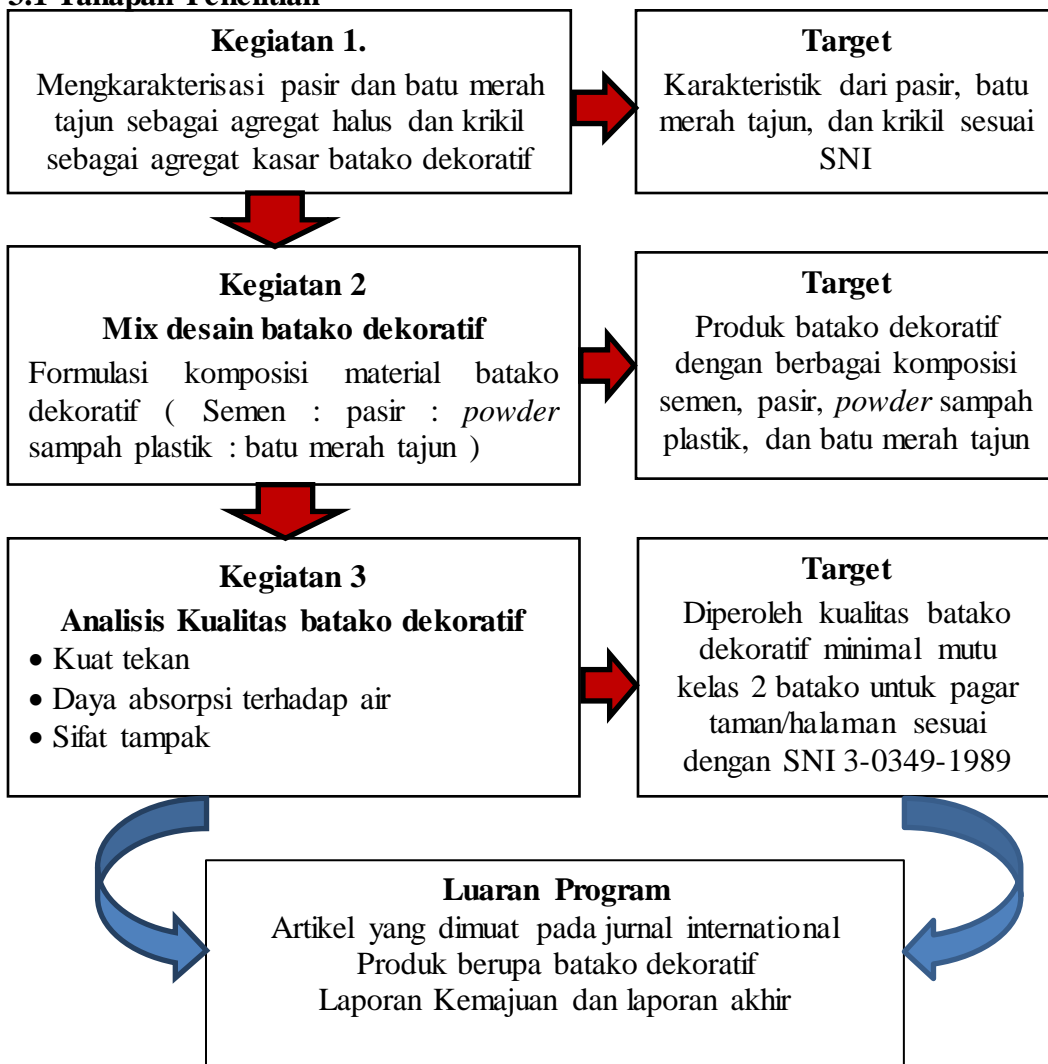 3.1 Tahapan Penelitian
Kegiatan 1.
Mengkarakterisasi pasir dan batu merah
tajun sebagai agregat halus dan krikil
sebagai agregat kasar batako dekoratif
Target
Karakteristik dari pasir, batu
merah tajun, dan krikil sesuai
SNI
Kegiatan 2
Mix desain batako dekoratif
Formulasi komposisi material batako
dekoratif ( Semen : pasir : powder
sampah plastik : batu merah tajun )
Target
Produk batako dekoratif
dengan berbagai komposisi
semen, pasir, powder sampah
plastik, dan batu merah tajun
Kegiatan 3
Analisis Kualitas batako dekoratif
• Kuat tekan
• Daya absorpsi terhadap air
• Sifat tampak
Target
Diperoleh kualitas batako
dekoratif minimal mutu
kelas 2 batako untuk pagar
taman/halaman sesuai
dengan SNI 3-0349-1989
Luaran Program
Artikel yang dimuat pada jurnal international
Produk berupa batako dekoratif
Laporan Kemajuan dan laporan akhir